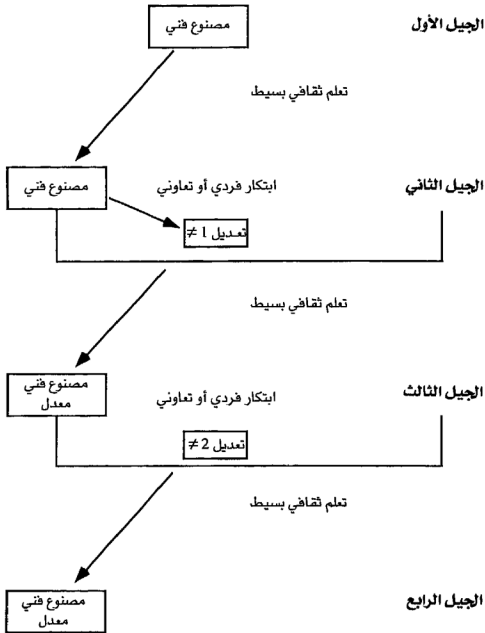 الجيل الأول
مصنوع فني
تعلم ثقافي بسيط
الجيل الثاني
ابتكار فردي أو تعاوني
مصنوع فني
تعديل 1 ≠
تعلم ثقافي بسيط
الجيل الثالث
ابتكار فردي أو تعاوني
مصنوع فني
معدل
تعديل 2 ≠
تعلم ثقافي بسيط
الجيل الرابع
مصنوع فني
معدل